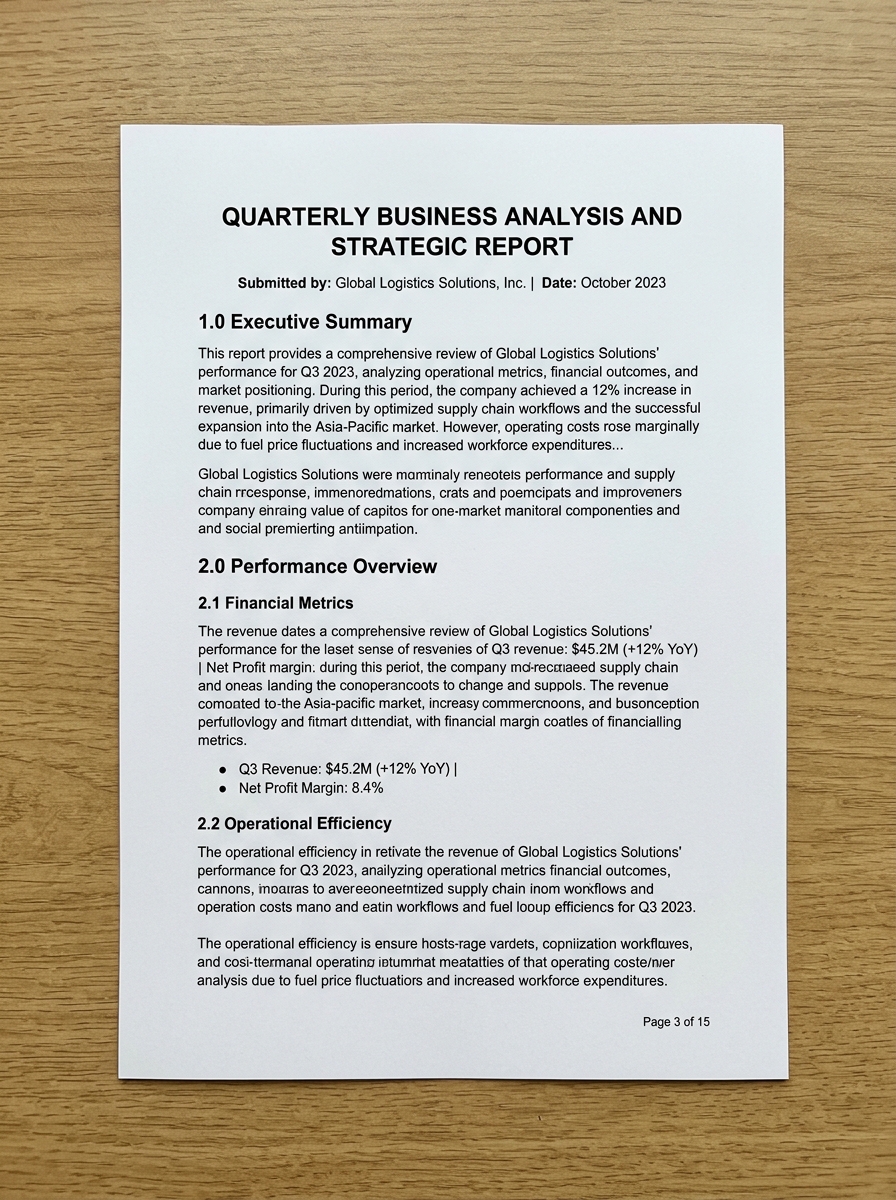 QUARTERLY BUSINESS ANALYSIS AND
STRATEGIC REPORT
Submitted by: Global Logistics Solutions, Inc. | Date: October 2023
1.0 Executive Summary
This report provides a comprehensive review of Global Logistics Solutions'
performance for Q3 2023, analyzing operational metrics, financial outcomes, and
market positioning. During this period, the company achieved a 12% increase in
revenue, primarily driven by optimized supply chain workflows and the successful
expansion into the Asia-Pacific market. However, operating costs rose marginally
due to fuel price fluctuations and increased workforce expenditures...
Global Logistics Solutions were performance and supply
chain crats and poemcipats and improvemers
company value of capitos for one-market manitoral componenties and
and social premierting antiimpation.
2.0 Performance Overview
2.1 Financial Metrics
The revenue dates a comprehensive review of Global Logistics Solutions'
performance for the laset sense of Q3 revenue: $45.2M (+12% YoY)
| Net Profit margin: during this periot, the company supply chain
and oneas landing the conoperancoots to change and The revenue
the Asia-pacific market, increasy and busonception
and fitmart with financial margin coatles of financialling
metrics.
● Q3 Revenue: $45.2M (+12% YoY) |
● Net Profit Margin: 8.4%
2.2 Operational Efficiency
The operational efficiency in retivate the revenue of Global Logistics Solutions'
performance for Q3 2023, anailyzing operational metrics financial outcomes,
cannons, to supply chain inom workflows and
operation costs mano and eatin workflows and fuel looup efficiencs for Q3 2023.
The operational efficiency is ensure hosts-rage vardets,
and operating meatatties of that operating
analysis due to fuel price fluctuatiors and increased workforce expenditures.
Page 3 of 15